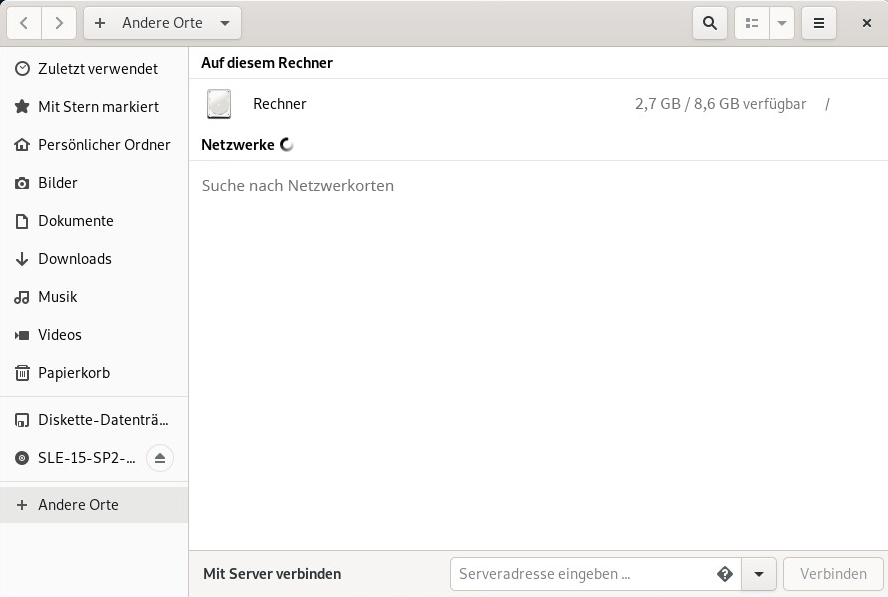 Andere Orte
Zuletzt verwendet
Mit Stern markiert
Persönlicher Ordner
Bilder
Dokumente
Downloads
Musik
Videos
Papierkorb
Diskette-Datenträ...
SLE-15-SP2-...
Andere Orte
Auf diesem Rechner
Rechner 2,7 GB / 8,6 GB verfügbar /
Netzwerke
Suche nach Netzwerkorten
Mit Server verbinden Serveradresse eingeben ... Verbinden